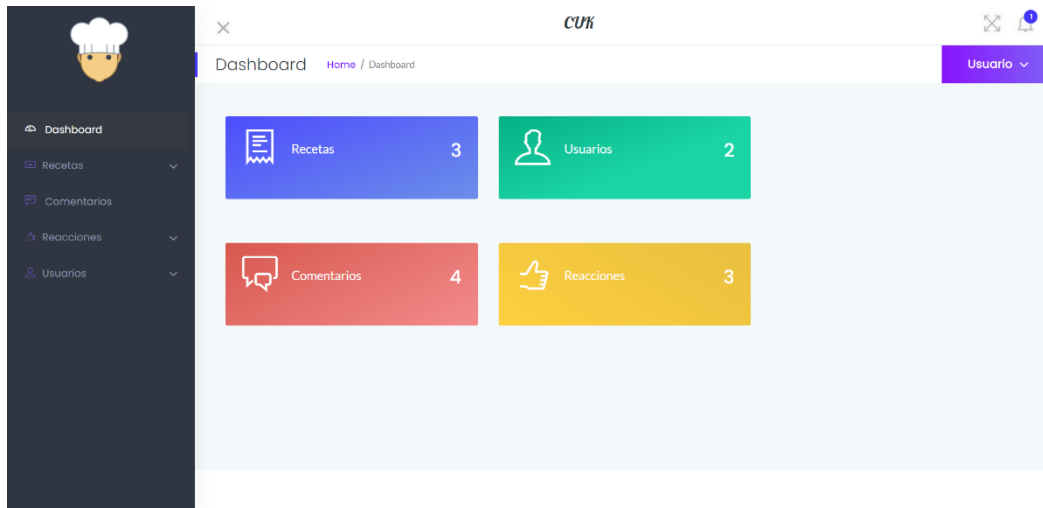 CUK
1
Dashboard Home / Dashboard
Usuario
Dashboard
Recetas
Comentarios
Reacciones
Usuarios
Recetas 3
Usuarios 2
Comentarios 4
Reacciones 3